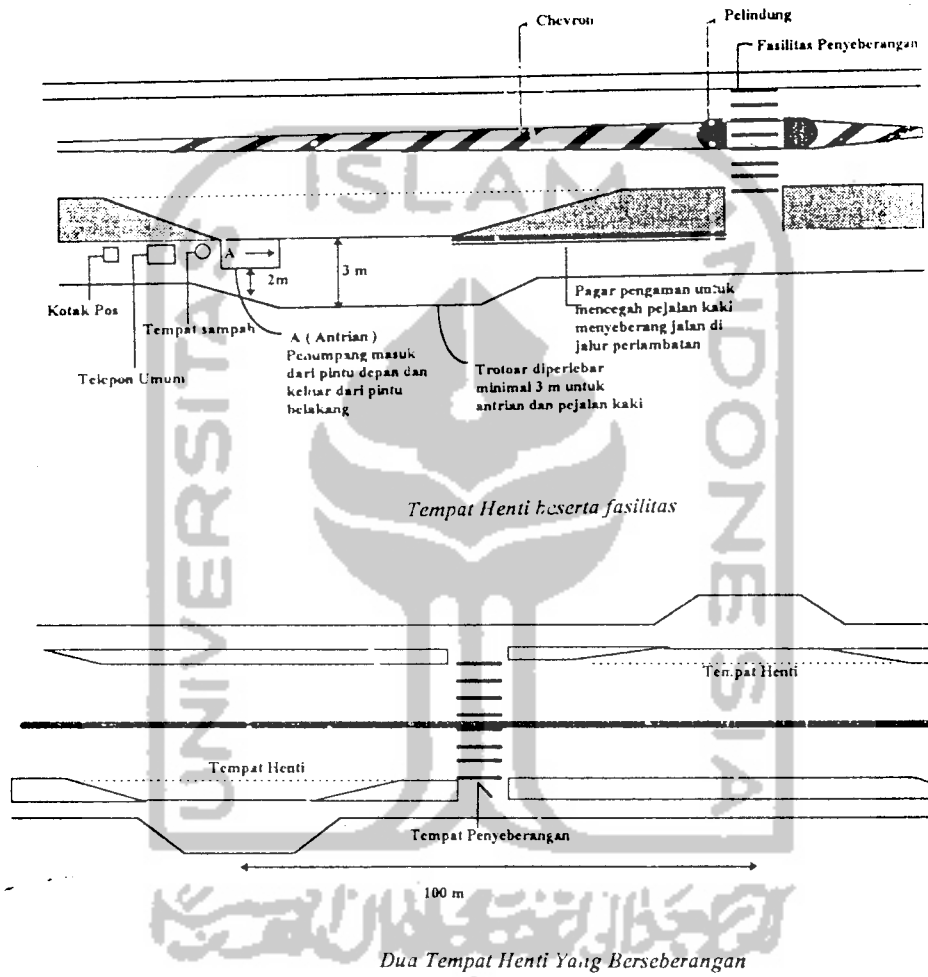 Chevron
Pelindung
Fasilitas Penyeberangan
A
2m
3 m
Kotak Pos
Tempat sampah
Telepon Umum
A ( Antrian )
Penumpang masuk
dari pintu depan dan
keluar dari pintu
belakang
Trotoar diperlebar
minimal 3 m untuk
antrian dan pejalan kaki
Pagar pengaman untuk
mencegah pejalan kaki
menyeberang jalan di
jalur perlambatan
Tempat Henti beserta fasilitas
Tempat Henti
Tempat Henti
Tempat Penyeberangan
100 m
Dua Tempat Henti Yang Berseberangan
UNIVERSITAS
ISLAM
INDONESIA